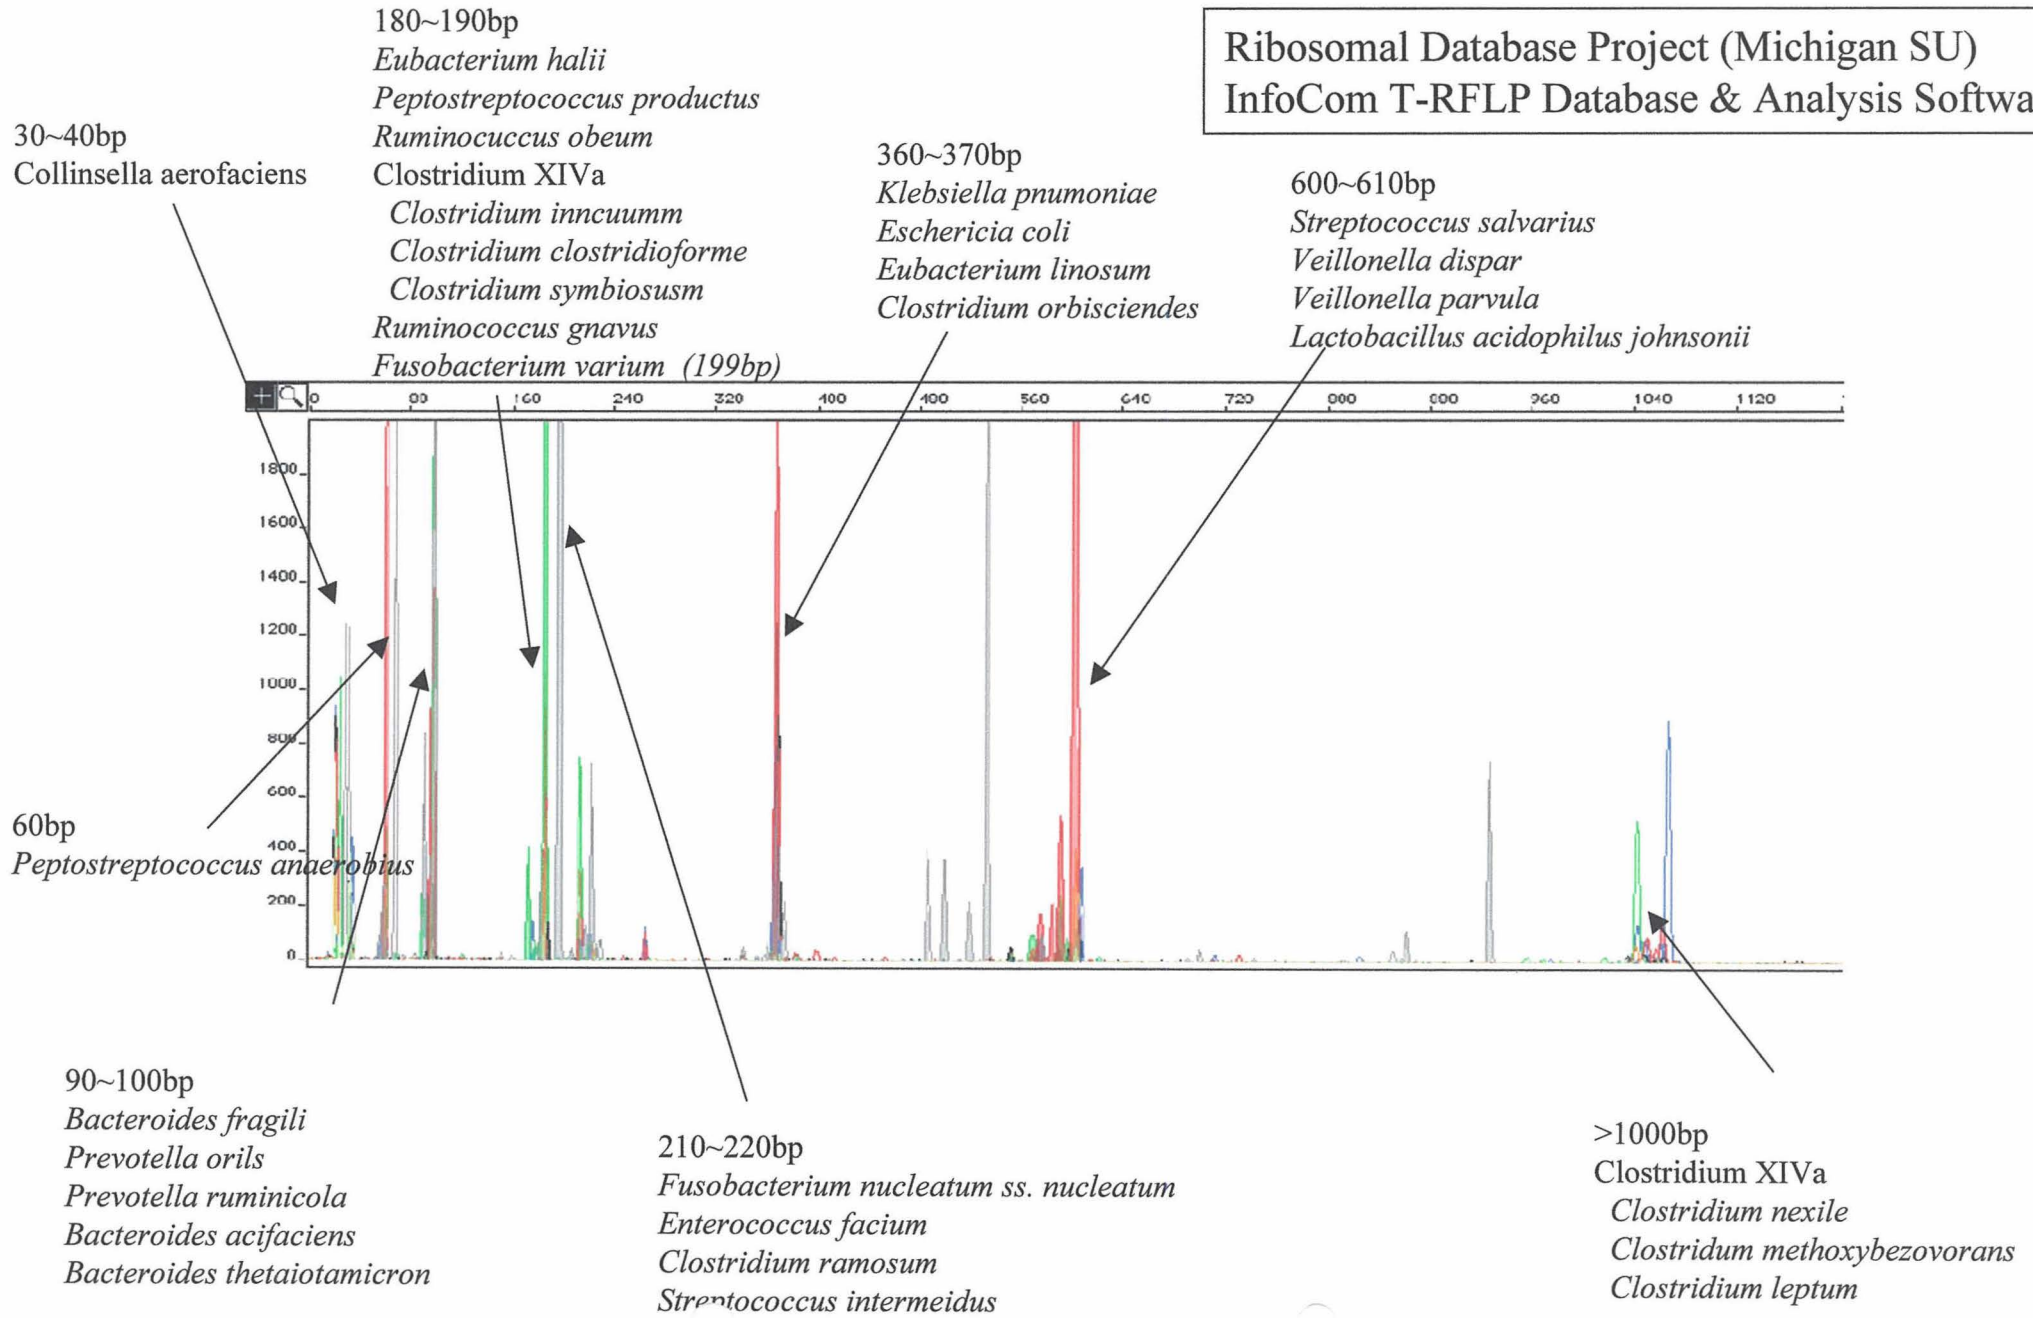 180~190bp
Eubacterium halii
Peptostreptococcus productus
Ruminocuccus obeum
Clostridium XIVa
Clostridium inncuumm
Clostridium clostridioforme
Clostridium symbiosusm
Ruminococcus gnavus
Fusobacterium varium (199bp)
Ribosomal Database Project (Michigan SU)
InfoCom T-RFLP Database & Analysis Softwa
30~40bp
Collinsella aerofaciens
360~370bp
Klebsiella pnumoniae
Eschericia coli
Eubacterium linosum
Clostridium orbisciendes
600~610bp
Streptococcus salvarius
Veillonella dispar
Veillonella parvula
Lactobacillus acidophilus johnsonii
0 80 160 240 320 400 480 560 640 720 800 880 960 1040 1120
1800
1600
1400
1200
1000
800
600
400
200
0
60bp
Peptostreptococcus anaerobius
90~100bp
Bacteroides fragili
Prevotella orils
Prevotella ruminicola
Bacteroides acifaciens
Bacteroides thetaiotamicron
210~220bp
Fusobacterium nucleatum ss. nucleatum
Enterococcus facium
Clostridium ramosum
Streptococcus intermeidus
>1000bp
Clostridium XIVa
Clostridium nexile
Clostridum methoxybezovorans
Clostridium leptum